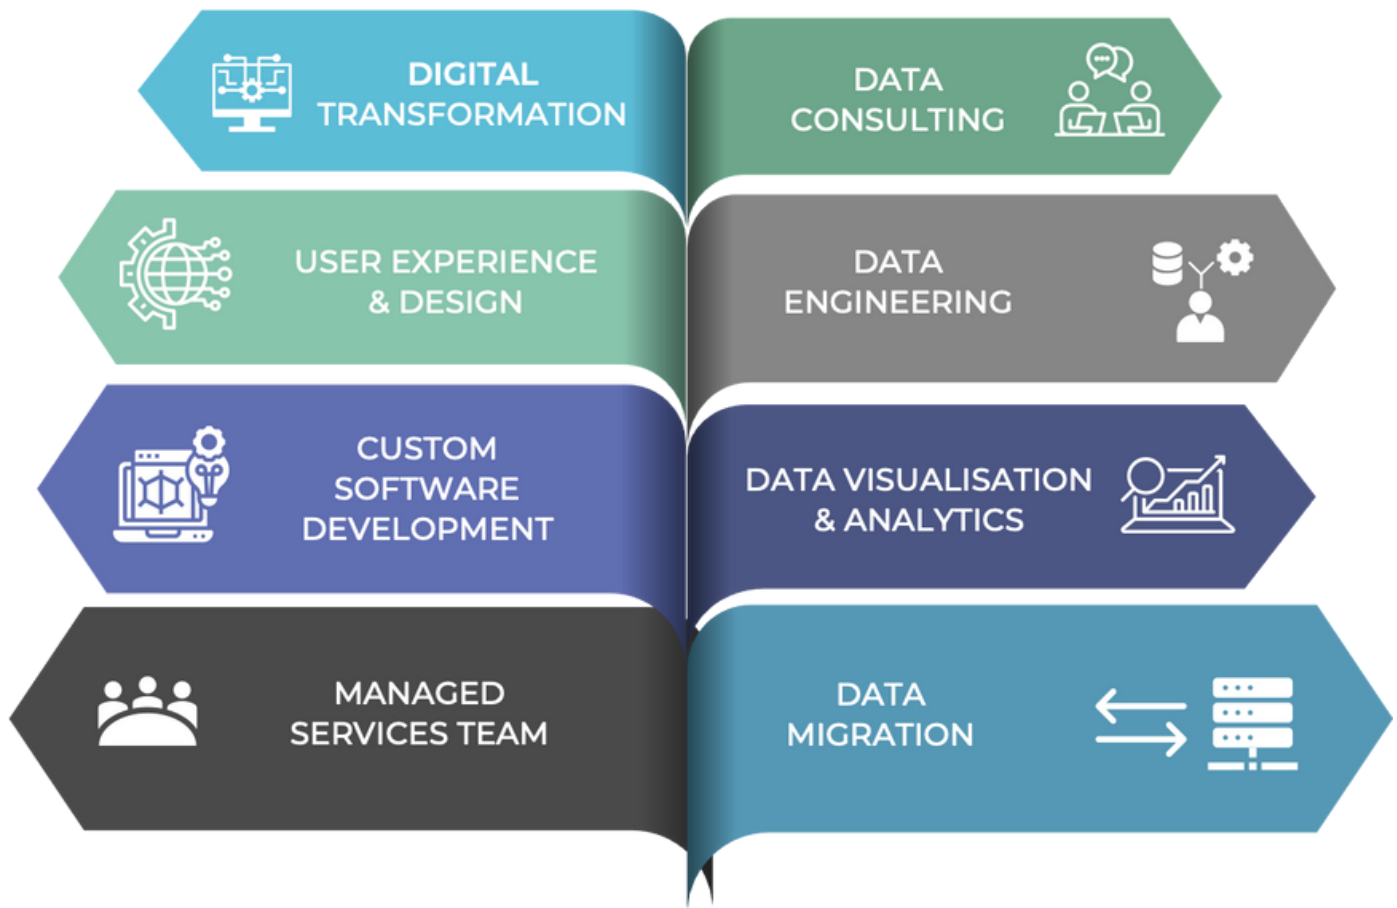 DIGITAL
TRANSFORMATION
DATA
CONSULTING
USER EXPERIENCE
& DESIGN
DATA
ENGINEERING
CUSTOM
SOFTWARE
DEVELOPMENT
DATA VISUALISATION
& ANALYTICS
MANAGED
SERVICES TEAM
DATA
MIGRATION